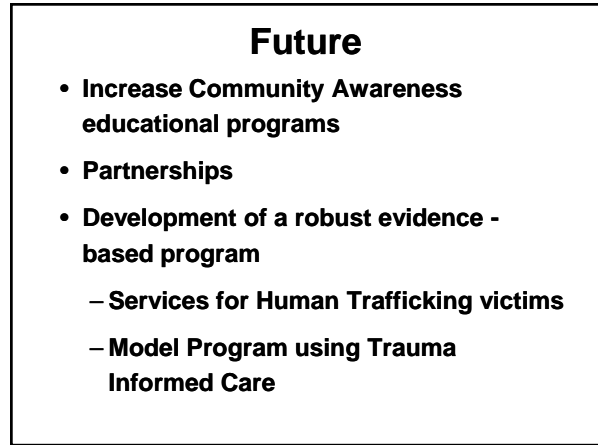 Future
• Increase Community Awareness
educational programs
• Partnerships
• Development of a robust evidence -
based program
– Services for Human Trafficking victims
– Model Program using Trauma
Informed Care